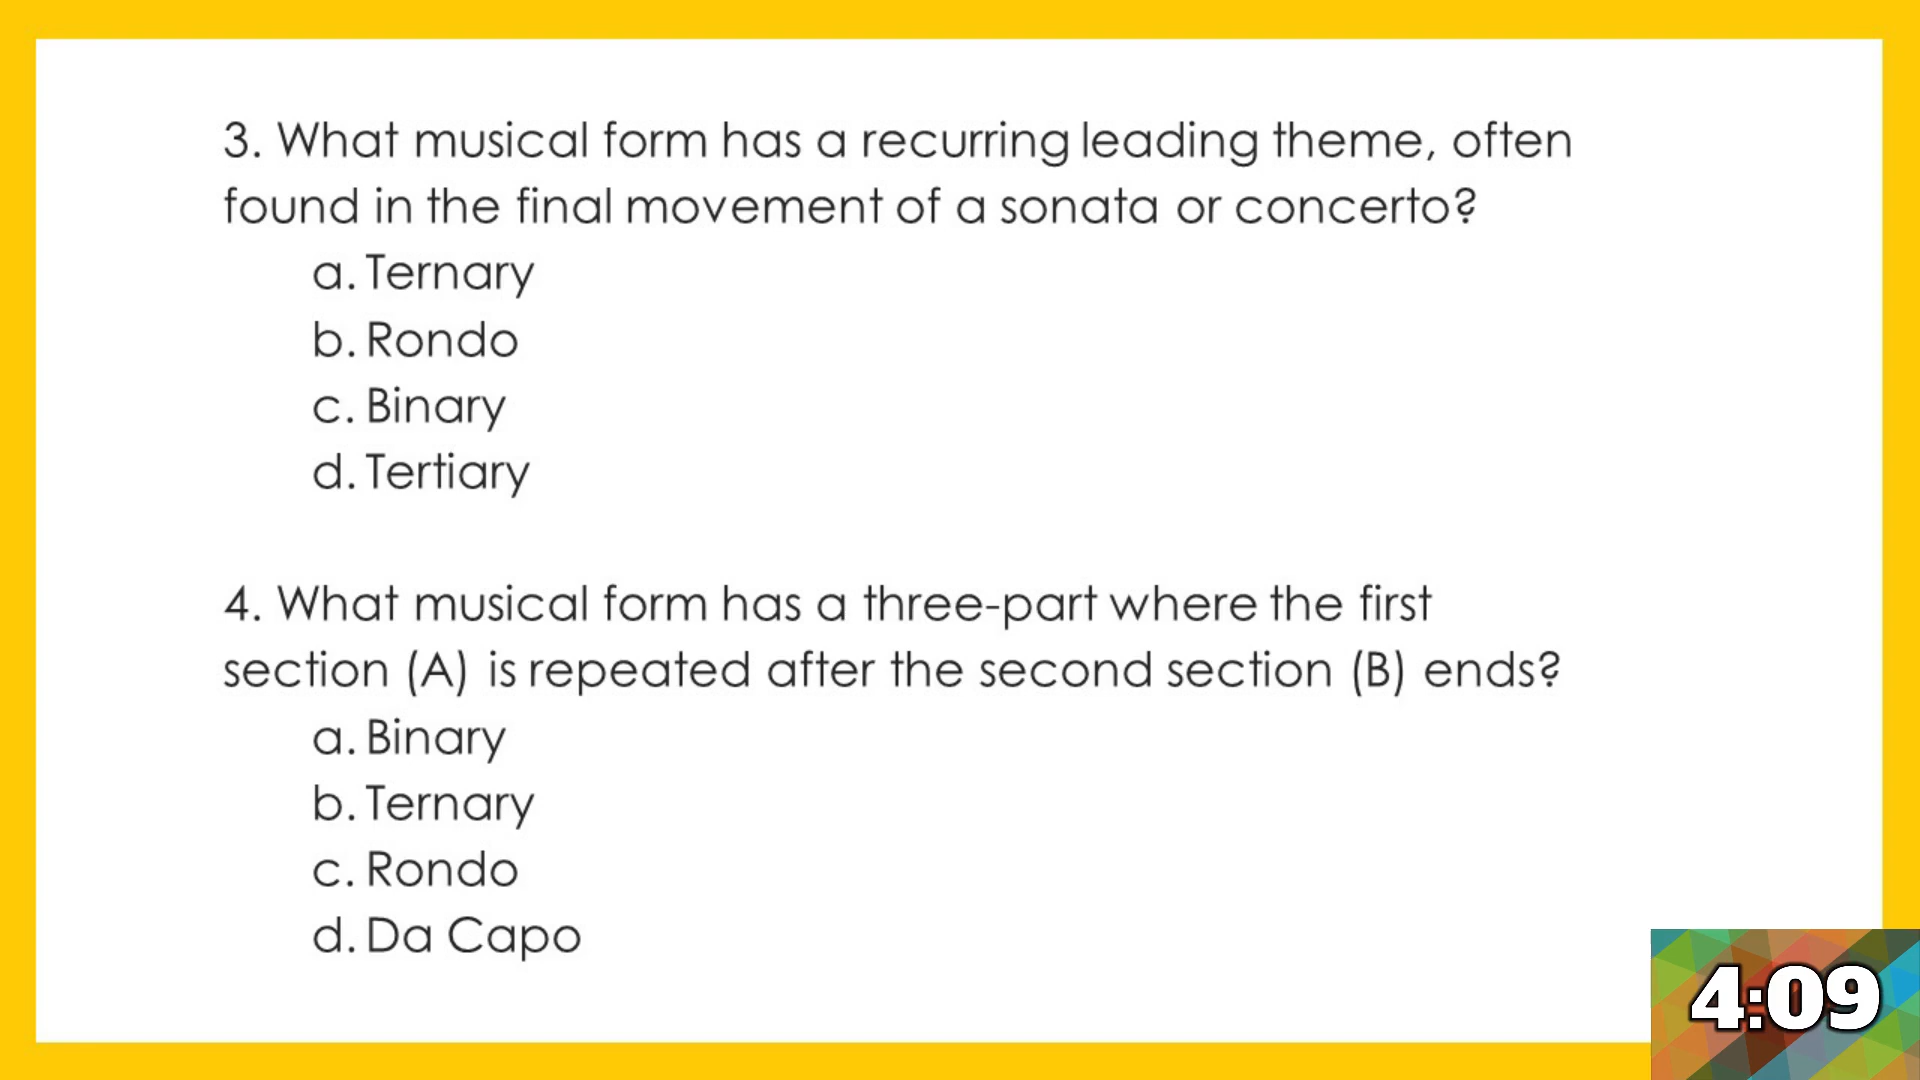 3. What musical form has a recurring leading theme, often
found in the final movement of a sonata or concerto?
a. Ternary
b. Rondo
c. Binary
d. Tertiary
4. What musical form has a three-part where the first
section (A) is repeated after the second section (B) ends?
a. Binary
b. Ternary
c. Rondo
d. Da Capo
4:09